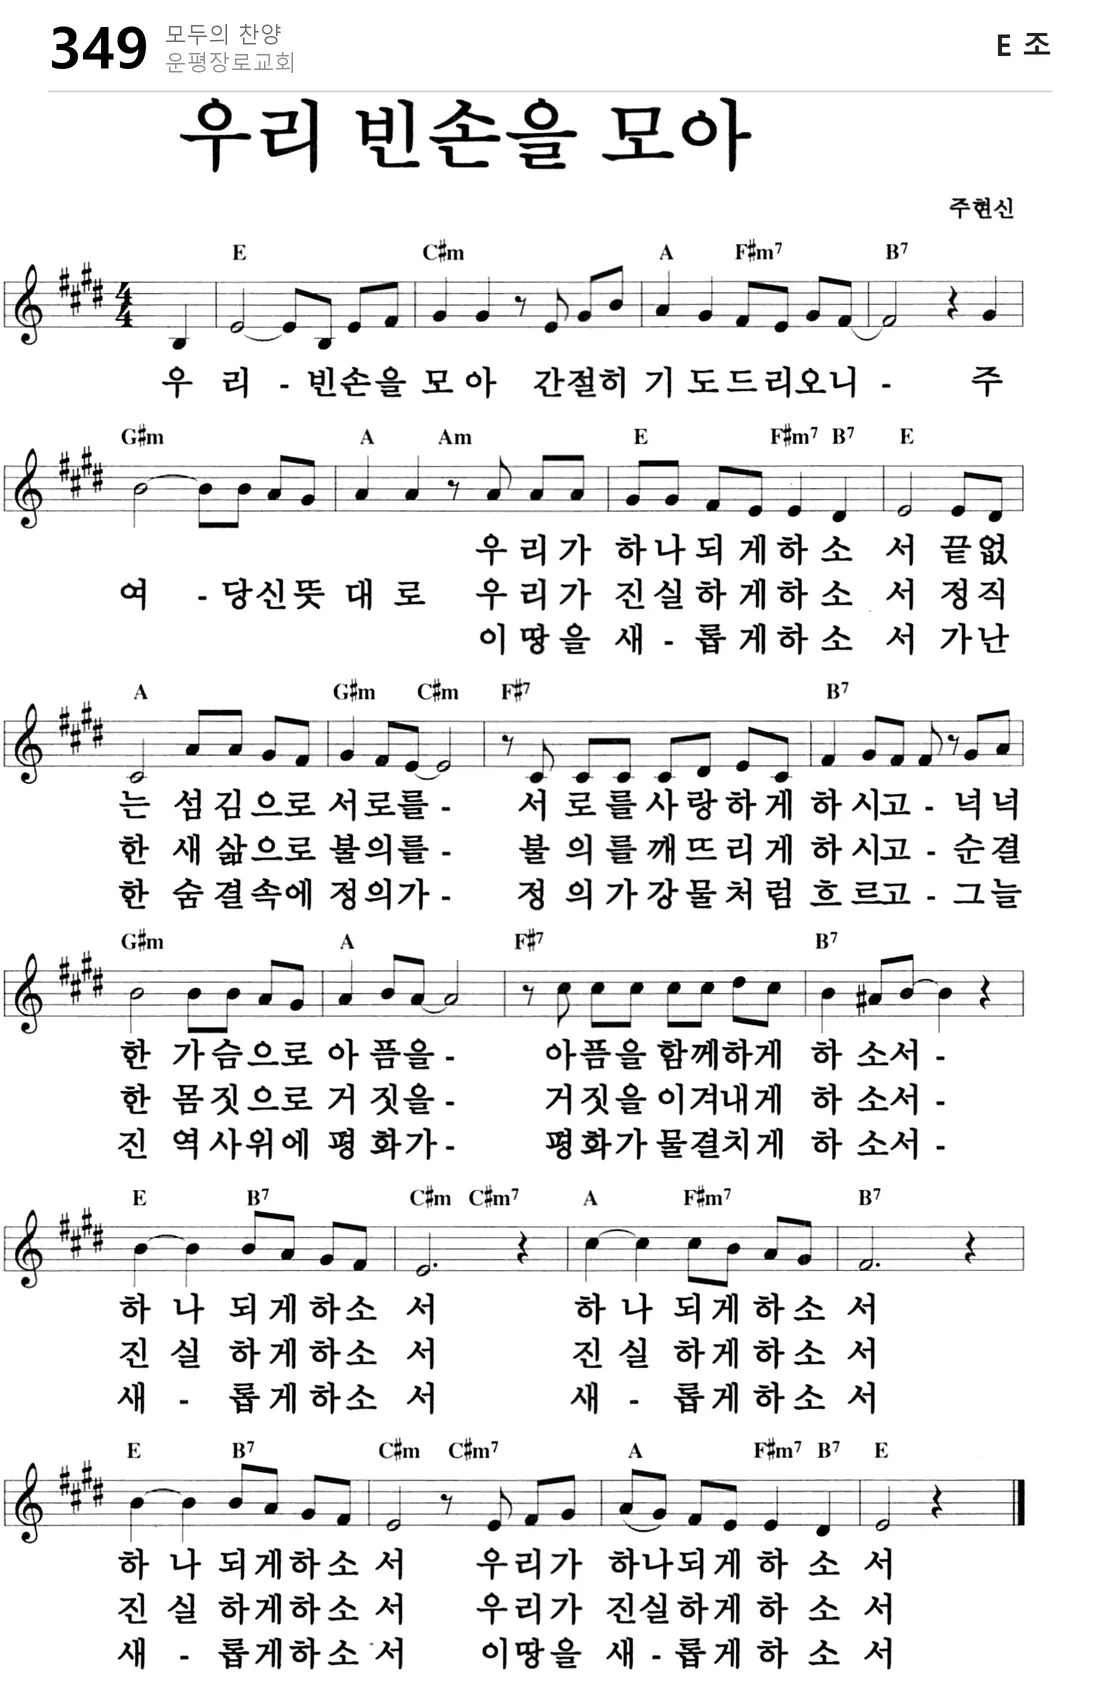 349 모두의 찬양
운평장로교회
E 조
우리 빈손을 모아
주현신
E C#m A F#m7 B7
4/4
우 리 - 빈손을 모 아 간절히 기 도드리오니 - 주
G#m A Am E F#m7 B7 E
우 리 가 하 나 되 게 하 소 서 끝 없
여 - 당신뜻 대 로 우 리 가 진 실 하 게 하 소 서 정 직
이 땅 을 새 - 롭 게 하 소 서 가 난
A G#m C#m F#7 B7
는 섬 김 으로 서로를 - 서 로 를 사 랑 하 게 하 시고 - 넉 넉
한 새 삶 으로 불의를 - 불 의 를 깨 뜨 리 게 하 시고 - 순 결
한 숨 결 속에 정의가 - 정 의 가 강 물 처 럼 흐 르고 - 그 늘
G#m A F#7 B7
한 가 슴 으로 아 픔을 - 아픔을 함께하게 하 소서 -
한 몸 짓 으로 거 짓을 - 거짓을 이겨내게 하 소서 -
진 역 사 위에 평 화가 - 평화가 물결치게 하 소서 -
E B7 C#m C#m7 A F#m7 B7
하 나 되 게 하 소 서 하 나 되 게 하 소 서
진 실 하 게 하 소 서 진 실 하 게 하 소 서
새 - 롭 게 하 소 서 새 - 롭 게 하 소 서
E B7 C#m C#m7 A F#m7 B7 E
하 나 되 게 하 소 서 우 리 가 하나되 게 하 소 서
진 실 하 게 하 소 서 우 리 가 진실하 게 하 소 서
새 - 롭 게 하 소 서 이 땅 을 새 - 롭 게 하 소 서